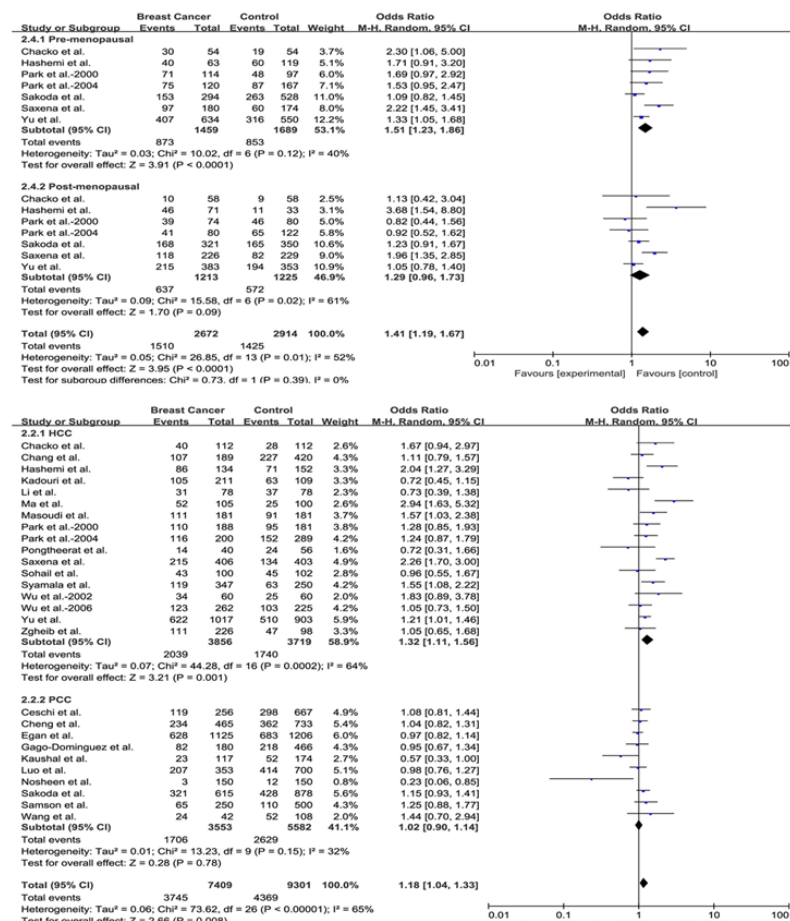 Breast Cancer Control Odds Ratio Odds Ratio
Study or Subgroup Events Total Events Total Weight M-H. Random. 95% CI M-H. Random. 95% CI
2.4.1 Pre-menopausal
Chacko et al. 30 54 19 54 3.7% 2.30 [1.06, 5.00]
Hashemi et al. 40 63 60 119 5.3% 1.71 [0.91, 3.20]
Park et al.-2000 71 114 48 97 6.3% 1.69 [0.97, 2.92]
Park et al.-2004 75 120 87 167 7.1% 1.53 [0.95, 2.47]
Sakoda et al. 153 294 263 528 10.4% 1.09 [0.82, 1.45]
Saxena et al. 97 180 60 174 8.0% 2.22 [1.45, 3.41]
Yu et al. 407 634 316 550 12.2% 1.33 [1.05, 1.68]
Subtotal (95% CI) 1459 1689 53.1% 1.51 [1.23, 1.86]
Total events 873 853
Heterogeneity: Tau² = 0.03; Chi² = 10.02, df = 6 (P = 0.12); I² = 40%
Test for overall effect: Z = 3.91 (P < 0.0001)
2.4.2 Post-menopausal
Chacko et al. 10 58 9 58 2.5% 1.13 [0.42, 3.04]
Hashemi et al. 46 71 11 33 3.2% 3.68 [1.54, 8.80]
Park et al.-2000 39 74 46 80 5.2% 0.82 [0.44, 1.56]
Park et al.-2004 41 80 65 122 5.8% 0.92 [0.52, 1.62]
Sakoda et al. 168 321 165 350 10.6% 1.23 [0.91, 1.67]
Saxena et al. 118 226 82 229 9.0% 1.96 [1.35, 2.85]
Yu et al. 215 383 194 353 10.7% 1.05 [0.78, 1.40]
Subtotal (95% CI) 1213 1225 46.9% 1.29 [0.96, 1.73]
Total events 637 572
Heterogeneity: Tau² = 0.09; Chi² = 15.58, df = 6 (P = 0.02); I² = 61%
Test for overall effect: Z = 1.70 (P = 0.09)
Total (95% CI) 2672 2914 100.0% 1.41 [1.19, 1.67]
Total events 1510 1425
Heterogeneity: Tau² = 0.05; Chi² = 26.85, df = 13 (P = 0.01); I² = 52%
Test for overall effect: Z = 3.95 (P < 0.0001)
Test for subgroup differences: Chi² = 0.73. df = 1 (P = 0.39). I² = 0%
0.01 0.1 1 10 100
Favours [experimental] Favours [control]
Breast Cancer Control Odds Ratio Odds Ratio
Study or Subgroup Events Total Events Total Weight M-H. Random. 95% CI M-H. Random. 95% CI
2.2.1 HCC
Chacko et al. 40 112 28 112 2.6% 1.67 [0.94, 2.97]
Chang et al. 107 189 227 420 4.2% 1.11 [0.79, 1.57]
Hashemi et al. 86 134 71 152 3.3% 2.04 [1.27, 3.29]
Kadouri et al. 105 211 63 109 3.3% 0.72 [0.45, 1.15]
Li et al. 31 78 37 78 2.3% 0.73 [0.39, 1.38]
Ma et al. 52 105 25 100 2.5% 2.94 [1.63, 5.32]
Masoudi et al. 111 181 91 181 3.7% 1.57 [1.03, 2.38]
Park et al.-2000 110 188 95 181 3.8% 1.28 [0.85, 1.93]
Park et al.-2004 116 200 152 289 4.1% 1.24 [0.87, 1.79]
Pongtheerat et al. 14 40 24 56 1.5% 0.72 [0.31, 1.66]
Saxena et al. 215 406 134 403 4.7% 2.26 [1.70, 3.00]
Sohail et al. 43 100 45 102 2.7% 0.96 [0.55, 1.67]
Syamala et al. 119 347 63 250 4.2% 1.55 [1.08, 2.22]
Wu et al.-2002 34 60 25 60 1.9% 1.83 [0.89, 3.78]
Wu et al.-2006 123 262 103 225 4.2% 1.05 [0.73, 1.50]
Yu et al. 622 1017 510 903 6.4% 1.21 [1.01, 1.46]
Zgheib et al. 111 226 47 98 3.3% 1.05 [0.65, 1.68]
Subtotal (95% CI) 3856 3719 58.9% 1.32 [1.11, 1.56]
Total events 2039 1740
Heterogeneity: Tau² = 0.07; Chi² = 44.28, df = 16 (P = 0.0002); I² = 64%
Test for overall effect: Z = 3.21 (P = 0.001)
2.2.2 PCC
Ceschi et al. 119 256 298 667 4.9% 1.08 [0.81, 1.44]
Cheng et al. 234 465 362 733 5.4% 1.04 [0.82, 1.31]
Egan et al. 628 1125 683 1206 6.2% 0.97 [0.82, 1.14]
Gago-Dominguez et al. 82 180 218 466 4.3% 0.95 [0.67, 1.34]
Kaushal et al. 23 117 52 174 2.7% 0.57 [0.33, 1.00]
Luo et al. 207 353 414 700 5.0% 0.98 [0.76, 1.27]
Nosheen et al. 3 150 12 150 0.7% 0.23 [0.06, 0.85]
Sakoda et al. 321 615 428 878 5.7% 1.15 [0.93, 1.41]
Samson et al. 65 250 110 500 4.2% 1.25 [0.88, 1.77]
Wang et al. 24 42 52 108 2.0% 1.44 [0.70, 2.94]
Subtotal (95% CI) 3553 5582 41.1% 1.02 [0.90, 1.14]
Total events 1706 2629
Heterogeneity: Tau² = 0.01; Chi² = 13.23, df = 9 (P = 0.15); I² = 32%
Test for overall effect: Z = 0.28 (P = 0.78)
Total (95% CI) 7409 9301 100.0% 1.18 [1.04, 1.33]
Total events 3745 4369
Heterogeneity: Tau² = 0.06; Chi² = 73.62, df = 26 (P < 0.00001); I² = 65%
Test for overall effect: Z = 2.66 (P = 0.008)
0.01 0.1 1 10 100